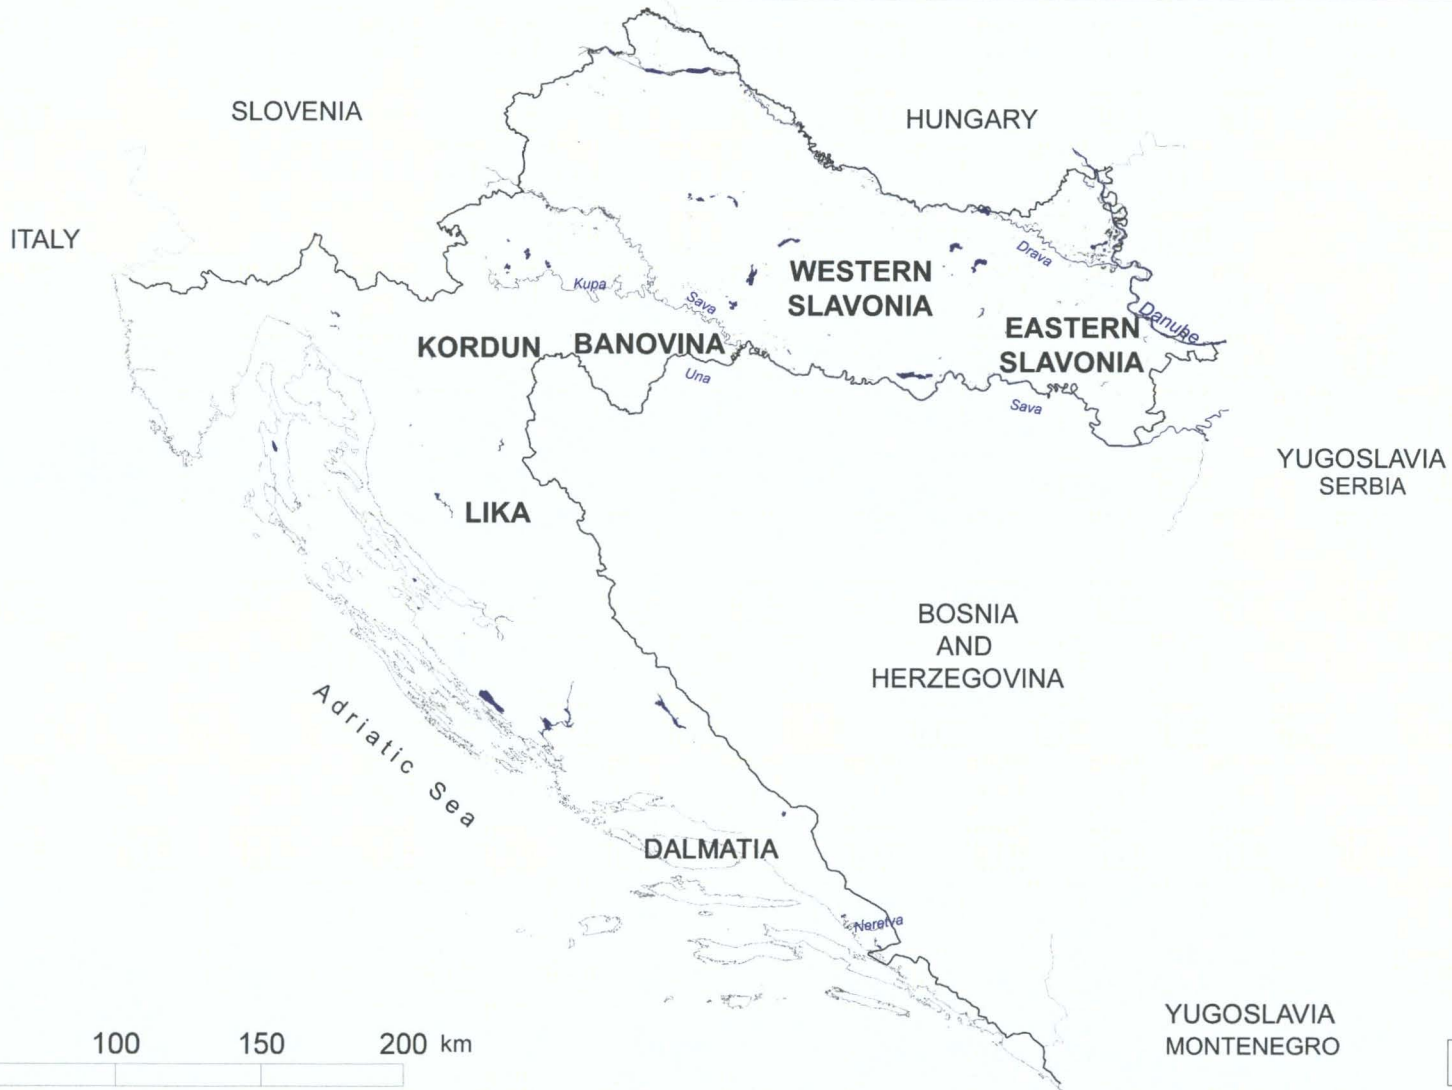 SLOVENIA
HUNGARY
ITALY
Drava
WESTERN
SLAVONIA
Kupa
Sava
Danube
EASTERN
SLAVONIA
KORDUN
BANOVINA
Una
Sava
YUGOSLAVIA
SERBIA
LIKA
BOSNIA
AND
HERZEGOVINA
Adriatic Sea
DALMATIA
Neretva
YUGOSLAVIA
MONTENEGRO
100 150 200 km